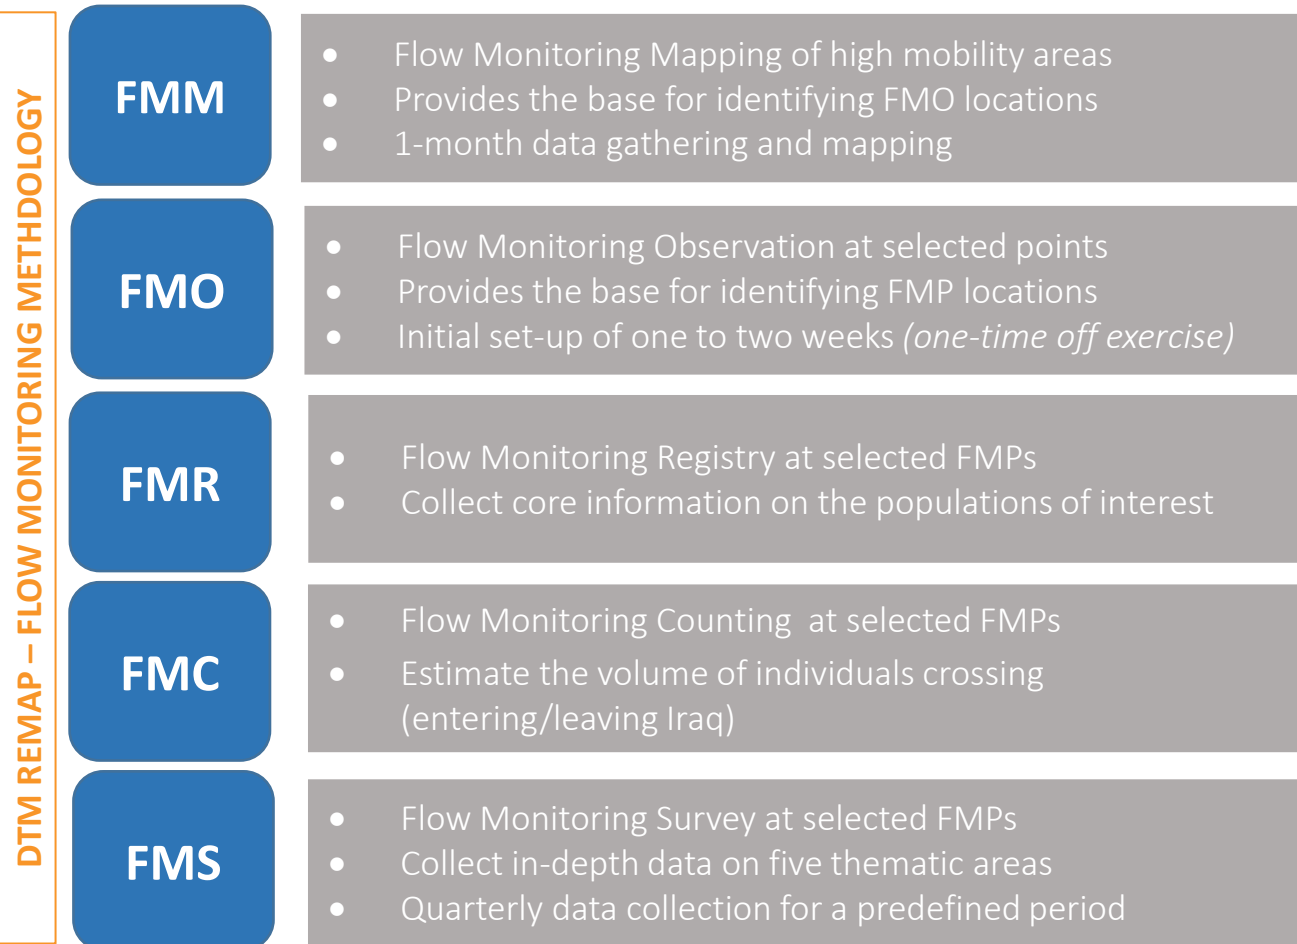 DTM REMAP – FLOW MONITORING METHDOLOGY
FMM
• Flow Monitoring Mapping of high mobility areas
• Provides the base for identifying FMO locations
• 1-month data gathering and mapping
FMO
• Flow Monitoring Observation at selected points
• Provides the base for identifying FMP locations
• Initial set-up of one to two weeks (one-time off exercise)
FMR
• Flow Monitoring Registry at selected FMPs
• Collect core information on the populations of interest
FMC
• Flow Monitoring Counting at selected FMPs
• Estimate the volume of individuals crossing
(entering/leaving Iraq)
FMS
• Flow Monitoring Survey at selected FMPs
• Collect in-depth data on five thematic areas
• Quarterly data collection for a predefined period